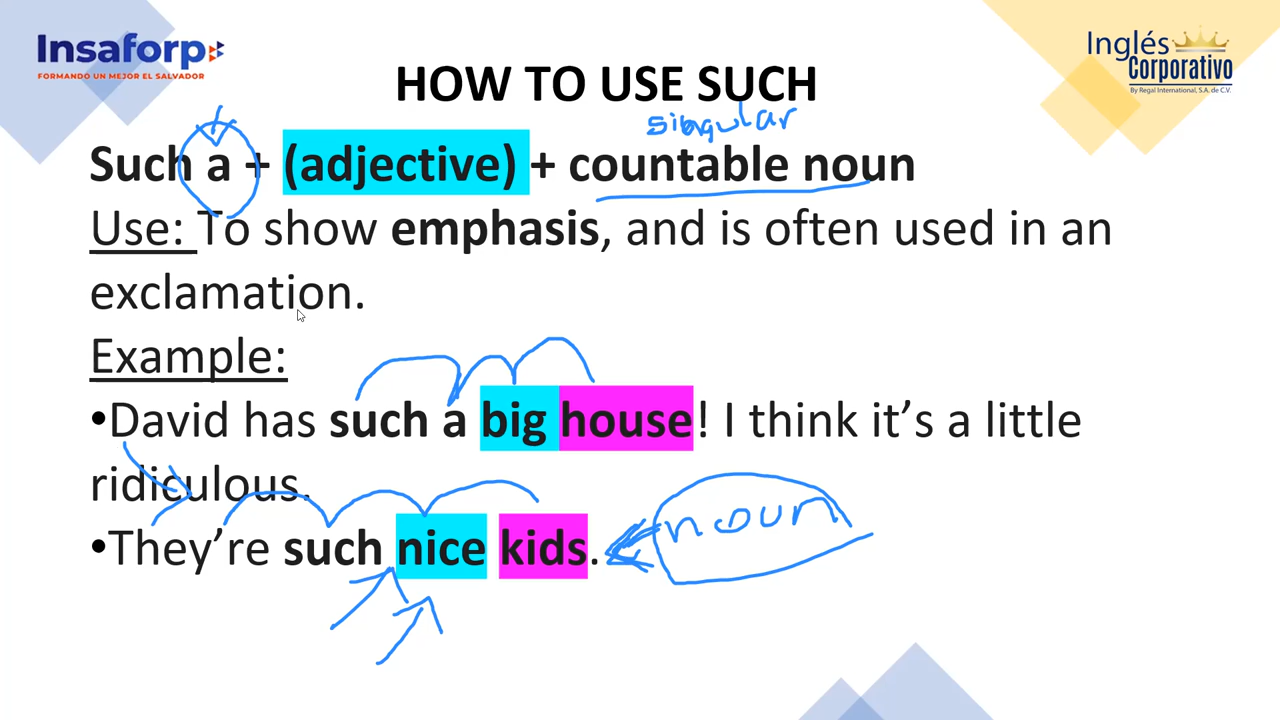 Insaforp
FORMANDO UN MEJOR EL SALVADOR
Inglés
Corporativo
By Regal International, S.A. de C.V.
HOW TO USE SUCH
singular
Such a + (adjective) + countable noun
Use: To show emphasis, and is often used in an
exclamation.
Example:
•David has such a big house! I think it’s a little
ridiculous.
•They’re such nice kids.
noun